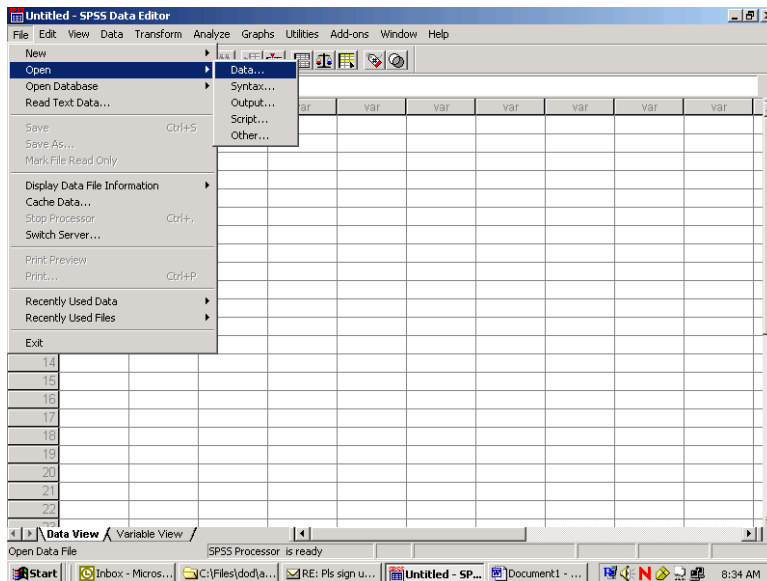 Untitled - SPSS Data Editor
File Edit View Data Transform Analyze Graphs Utilities Add-ons Window Help
New
Open
Open Database
Read Text Data...
Save Ctrl+S
Save As...
Mark File Read Only
Display Data File Information
Cache Data...
Stop Processor Ctrl+.
Switch Server...
Print Preview
Print... Ctrl+P
Recently Used Data
Recently Used Files
Exit
Data...
Syntax...
Output...
Script...
Other...
var var var var var var
14
15
16
17
18
19
20
21
22
Data View Variable View
Open Data File SPSS Processor is ready
Start Inbox - Micros... C:\Files\dod\a... RE: Pls sign u... Untitled - SP... Document1 - ... N 8:34 AM